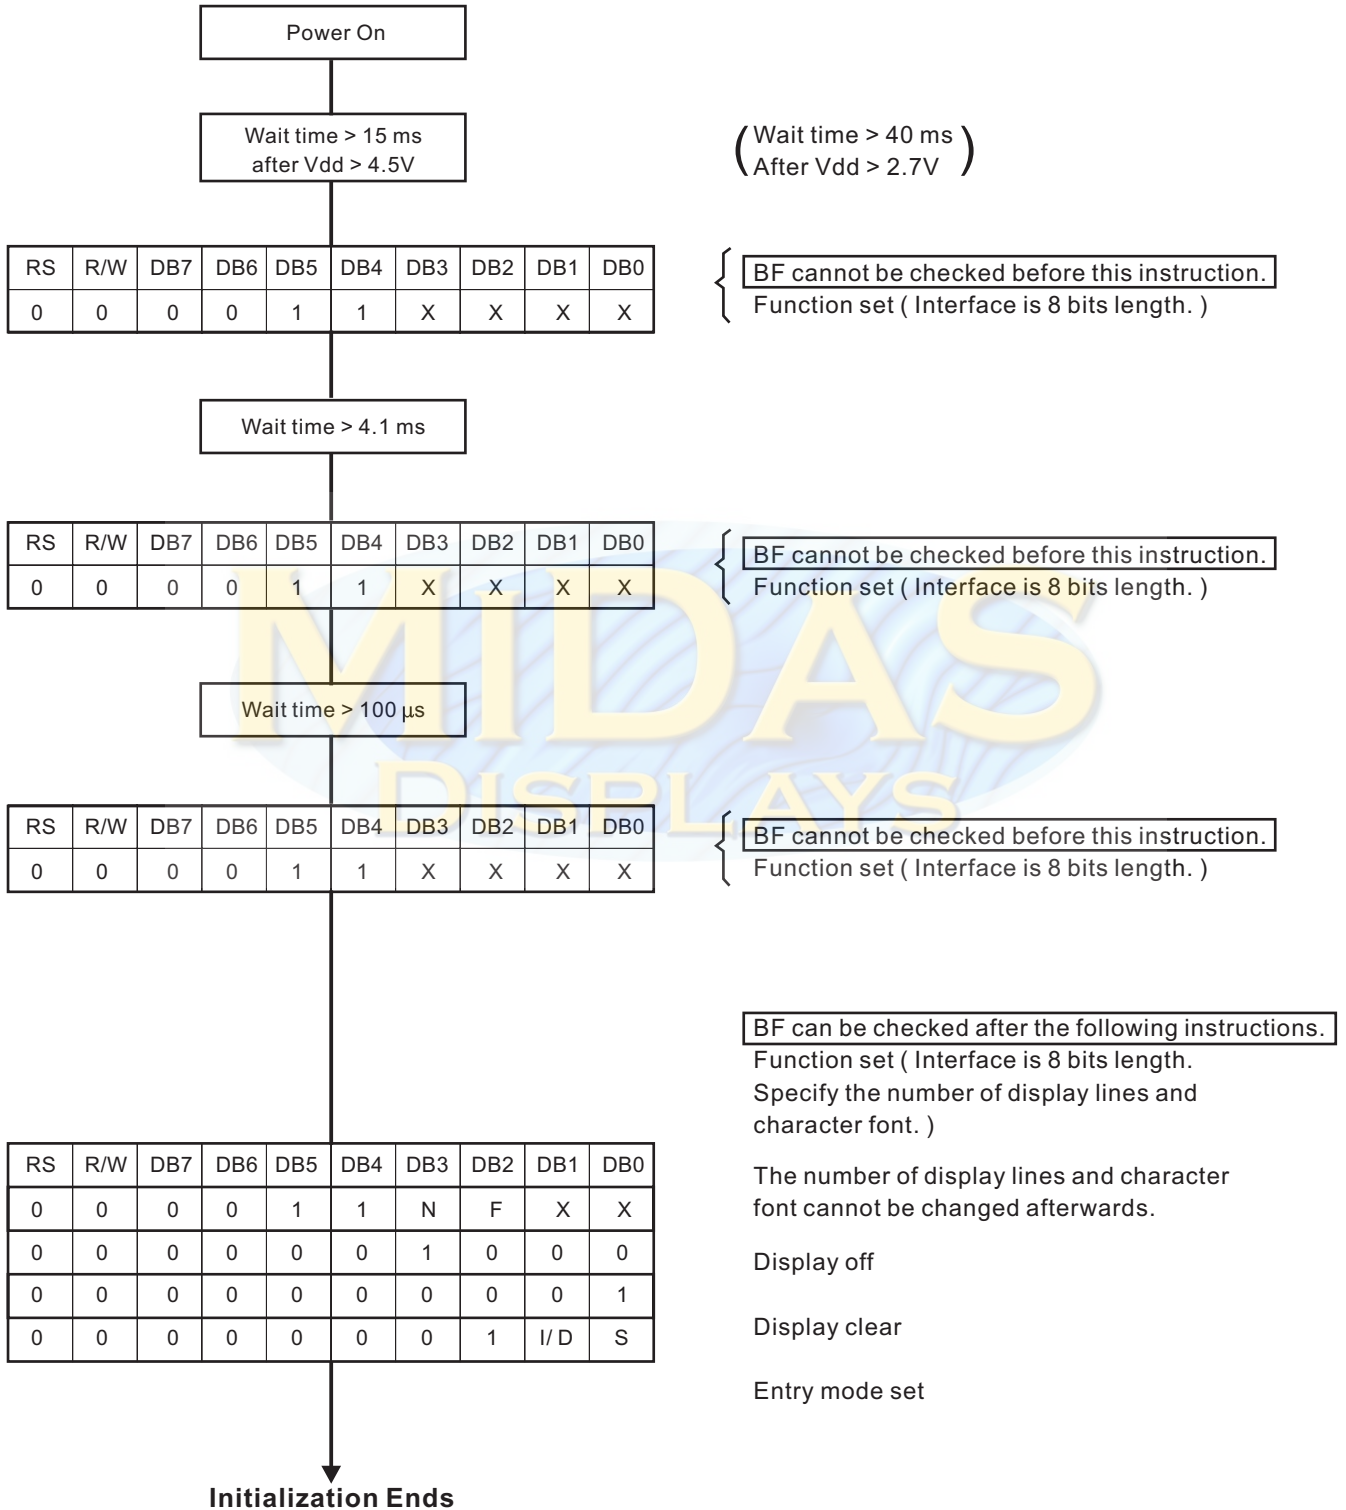 Power On
Wait time > 15 ms
after Vdd > 4.5V
(Wait time > 40 ms
After Vdd > 2.7V)
RS R/W DB7 DB6 DB5 DB4 DB3 DB2 DB1 DB0
0 0 0 0 1 1 X X X X
BF cannot be checked before this instruction.
Function set ( Interface is 8 bits length. )
Wait time > 4.1 ms
RS R/W DB7 DB6 DB5 DB4 DB3 DB2 DB1 DB0
0 0 0 0 1 1 X X X X
BF cannot be checked before this instruction.
Function set ( Interface is 8 bits length. )
MIDAS
DISPLAYS
Wait time > 100 µs
RS R/W DB7 DB6 DB5 DB4 DB3 DB2 DB1 DB0
0 0 0 0 1 1 X X X X
BF cannot be checked before this instruction.
Function set ( Interface is 8 bits length. )
BF can be checked after the following instructions.
Function set ( Interface is 8 bits length.
Specify the number of display lines and
character font. )
The number of display lines and character
font cannot be changed afterwards.
Display off
Display clear
Entry mode set
RS R/W DB7 DB6 DB5 DB4 DB3 DB2 DB1 DB0
0 0 0 0 1 1 N F X X
0 0 0 0 0 0 1 0 0 0
0 0 0 0 0 0 0 0 0 1
0 0 0 0 0 0 0 1 I/D S
Initialization Ends